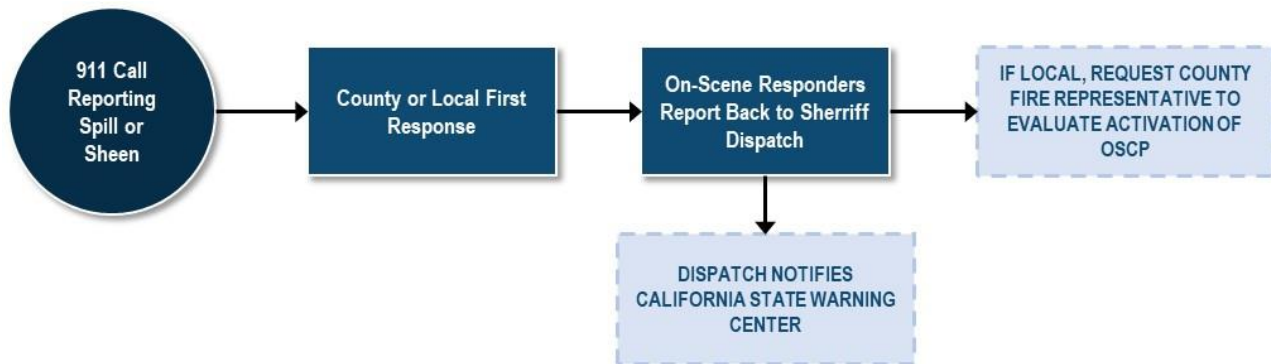 911 Call
Reporting
Spill or
Sheen
County or Local First
Response
On-Scene Responders
Report Back to Sherriff
Dispatch
IF LOCAL, REQUEST COUNTY
FIRE REPRESENTATIVE TO
EVALUATE ACTIVATION OF
OSCP
DISPATCH NOTIFIES
CALIFORNIA STATE WARNING
CENTER